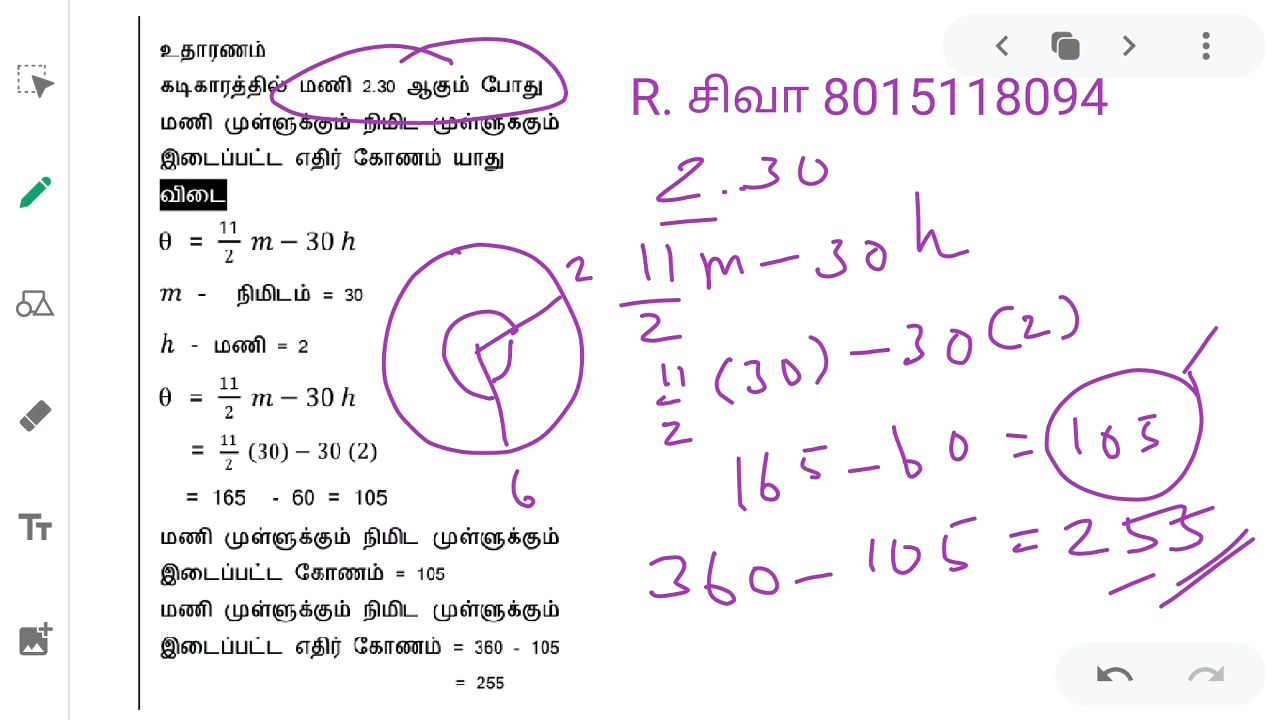 உதாரணம்
கடிகாரத்தில் மணி 2.30 ஆகும் போது
மணி முள்ளுக்கும் நிமிட முள்ளுக்கும்
இடைப்பட்ட எதிர் கோணம் யாது
விடை
θ = 11/2 m − 30 h
m - நிமிடம் = 30
h - மணி = 2
θ = 11/2 m − 30 h
= 11/2 (30) − 30 (2)
= 165 - 60 = 105
மணி முள்ளுக்கும் நிமிட முள்ளுக்கும்
இடைப்பட்ட கோணம் = 105
மணி முள்ளுக்கும் நிமிட முள்ளுக்கும்
இடைப்பட்ட எதிர் கோணம் = 360 - 105
= 255
2
6
R. சிவா 8015118094
2.30
11/2 m − 30 h
11/2 (30) − 30 (2)
165 − 60 = 105
360 − 105 = 255
TT